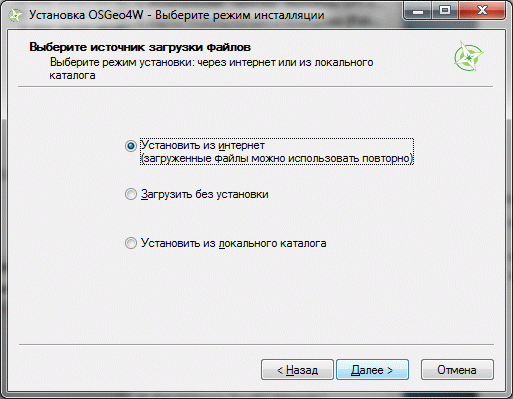 Установка OSGeo4W - Выберите режим инсталляции
Выберите источник загрузки файлов
Выберите режим установки: через интернет или из локального
каталога
Установить из интернет
(загруженные файлы можно использовать повторно)
Загрузить без установки
Установить из локального каталога
< Назад
Далее >
Отмена